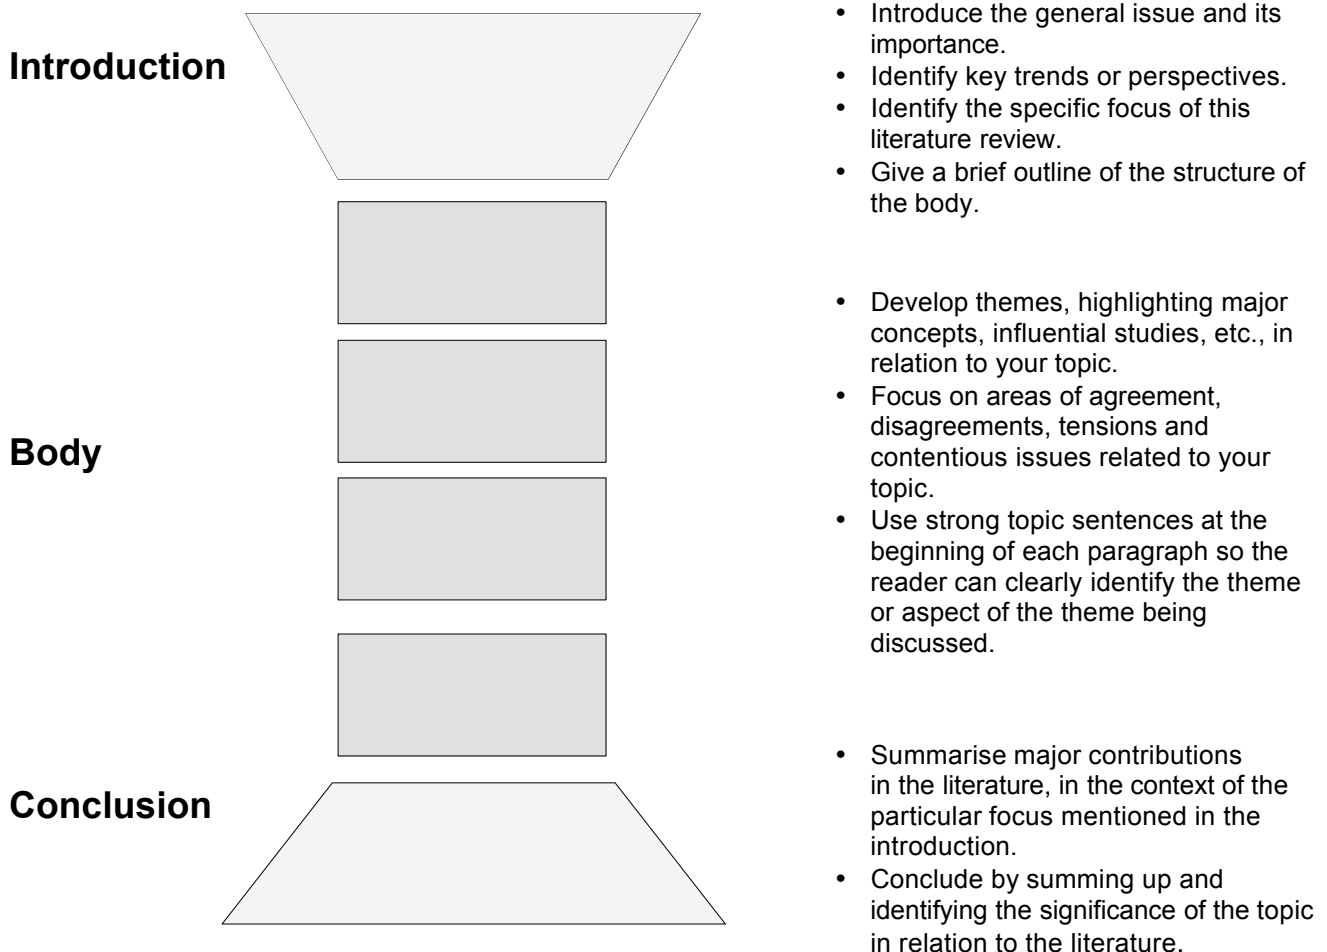 Introduction
• Introduce the general issue and its
importance.
• Identify key trends or perspectives.
• Identify the specific focus of this
literature review.
• Give a brief outline of the structure of
the body.
Body
• Develop themes, highlighting major
concepts, influential studies, etc., in
relation to your topic.
• Focus on areas of agreement,
disagreements, tensions and
contentious issues related to your
topic.
• Use strong topic sentences at the
beginning of each paragraph so the
reader can clearly identify the theme
or aspect of the theme being
discussed.
Conclusion
• Summarise major contributions
in the literature, in the context of the
particular focus mentioned in the
introduction.
• Conclude by summing up and
identifying the significance of the topic
in relation to the literature.